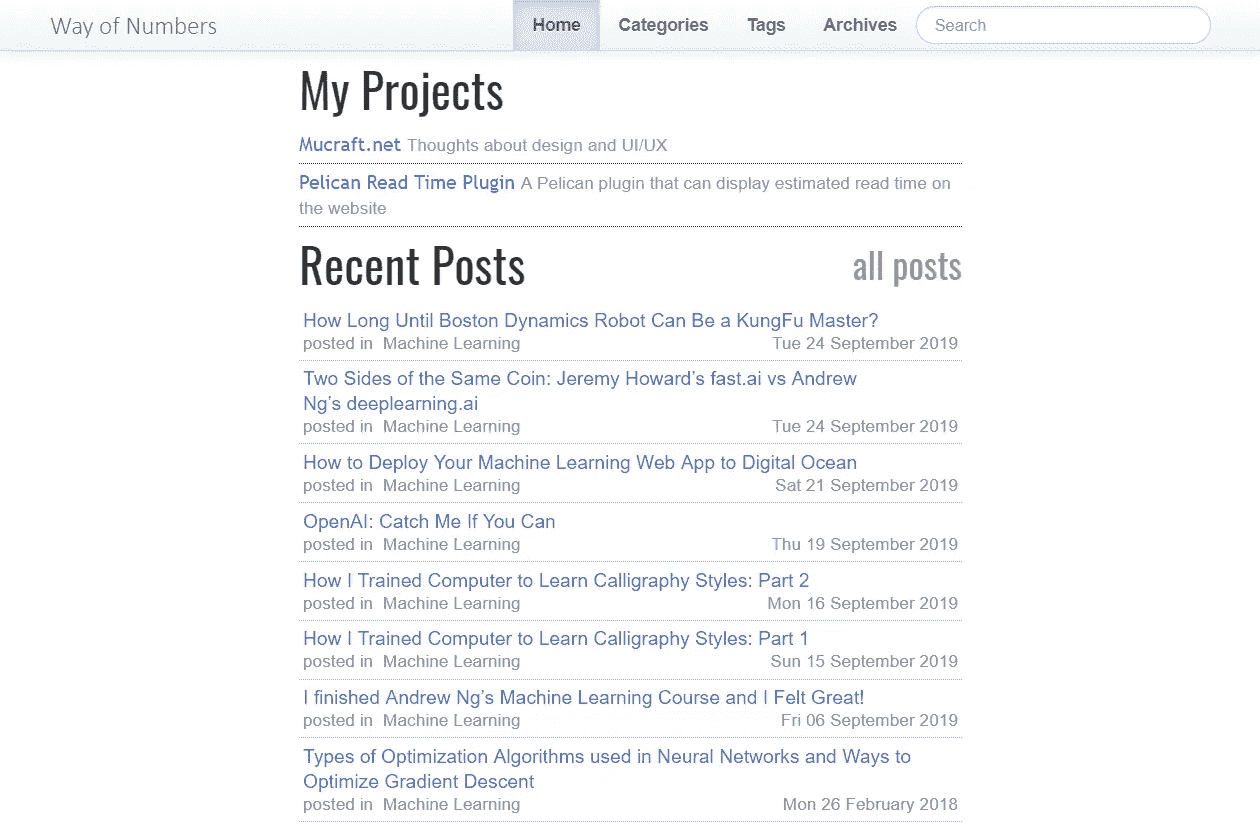 Way of Numbers
Home Categories Tags Archives Search
My Projects
Mucraft.net Thoughts about design and UI/UX
Pelican Read Time Plugin A Pelican plugin that can display estimated read time on
the website
Recent Posts all posts
How Long Until Boston Dynamics Robot Can Be a KungFu Master?
posted in Machine Learning Tue 24 September 2019
Two Sides of the Same Coin: Jeremy Howard’s fast.ai vs Andrew
Ng’s deeplearning.ai
posted in Machine Learning Tue 24 September 2019
How to Deploy Your Machine Learning Web App to Digital Ocean
posted in Machine Learning Sat 21 September 2019
OpenAI: Catch Me If You Can
posted in Machine Learning Thu 19 September 2019
How I Trained Computer to Learn Calligraphy Styles: Part 2
posted in Machine Learning Mon 16 September 2019
How I Trained Computer to Learn Calligraphy Styles: Part 1
posted in Machine Learning Sun 15 September 2019
I finished Andrew Ng’s Machine Learning Course and I Felt Great!
posted in Machine Learning Fri 06 September 2019
Types of Optimization Algorithms used in Neural Networks and Ways to
Optimize Gradient Descent
posted in Machine Learning Mon 26 February 2018